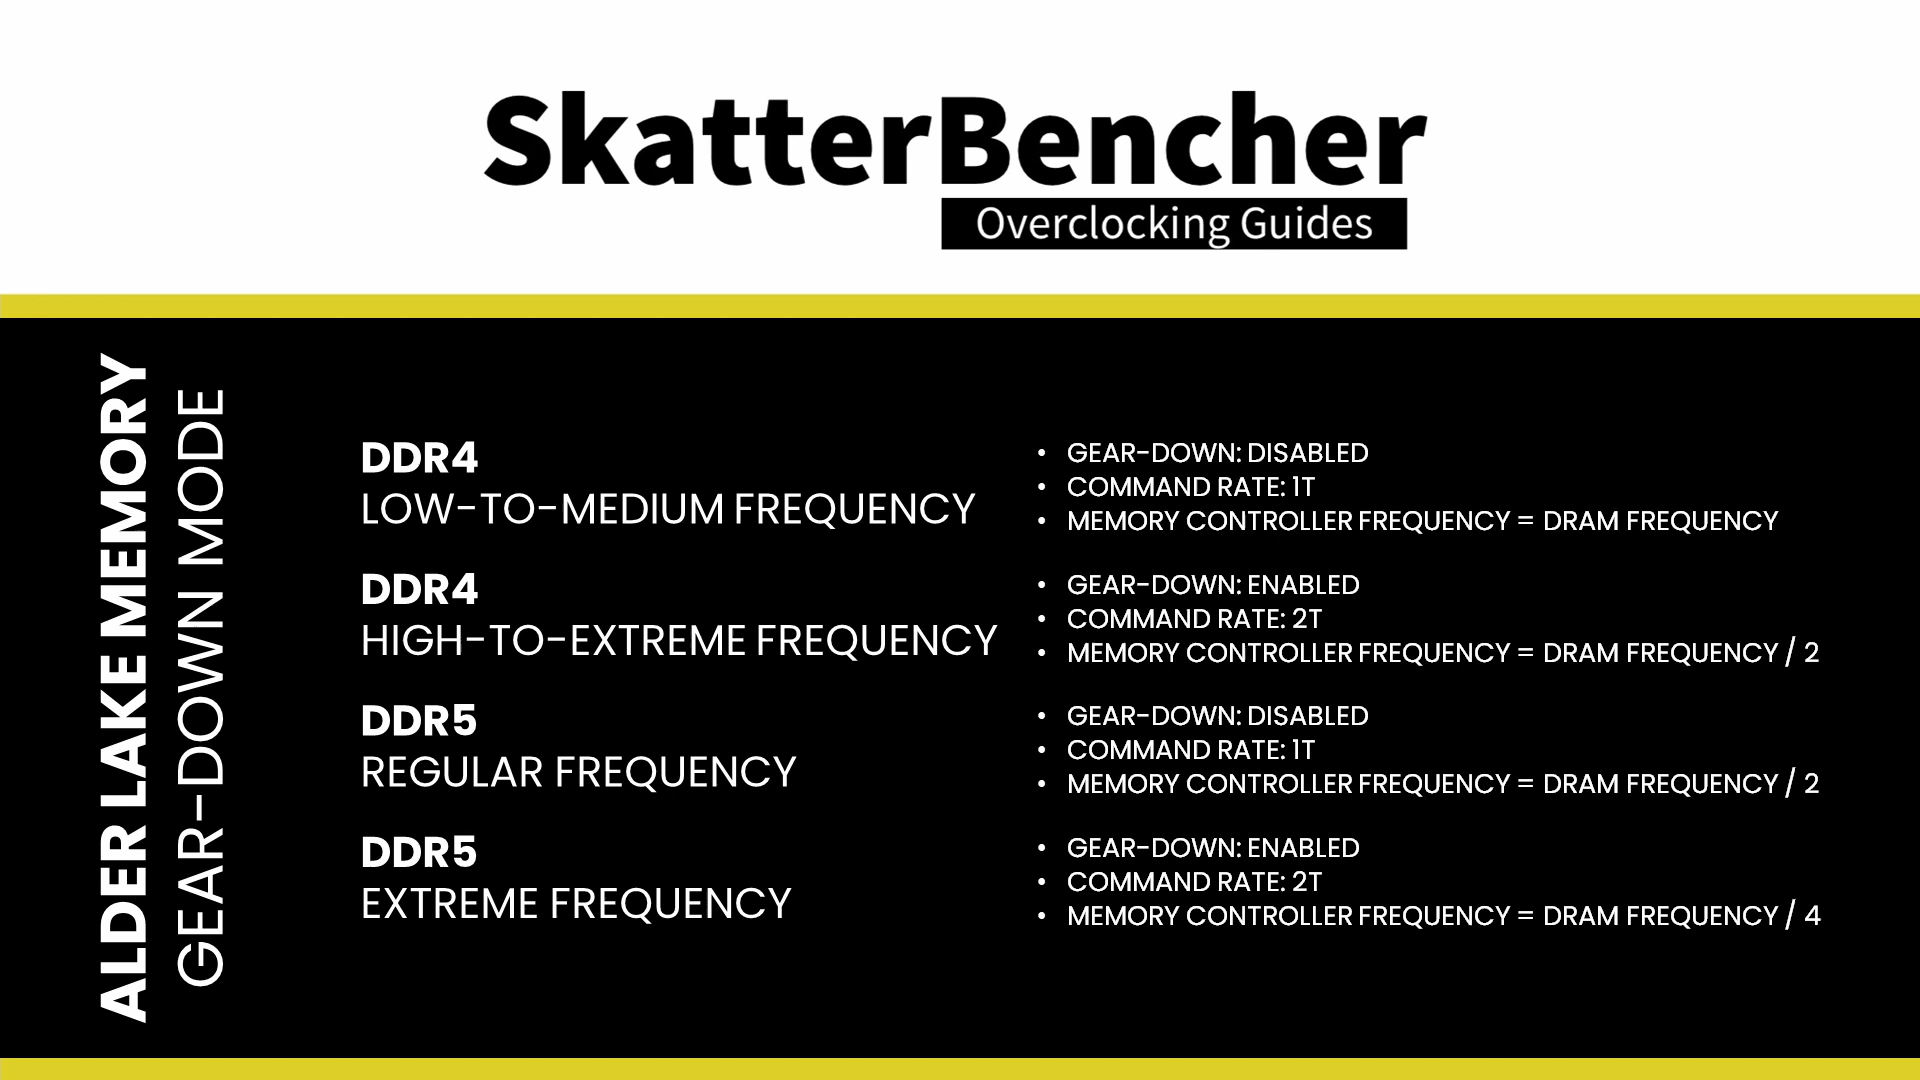 SkatterBencher
Overclocking Guides
ALDER LAKE MEMORY
GEAR-DOWN MODE
DDR4
LOW-TO-MEDIUM FREQUENCY
• GEAR-DOWN: DISABLED
• COMMAND RATE: 1T
• MEMORY CONTROLLER FREQUENCY = DRAM FREQUENCY
DDR4
HIGH-TO-EXTREME FREQUENCY
• GEAR-DOWN: ENABLED
• COMMAND RATE: 2T
• MEMORY CONTROLLER FREQUENCY = DRAM FREQUENCY / 2
DDR5
REGULAR FREQUENCY
• GEAR-DOWN: DISABLED
• COMMAND RATE: 1T
• MEMORY CONTROLLER FREQUENCY = DRAM FREQUENCY / 2
DDR5
EXTREME FREQUENCY
• GEAR-DOWN: ENABLED
• COMMAND RATE: 2T
• MEMORY CONTROLLER FREQUENCY = DRAM FREQUENCY / 4